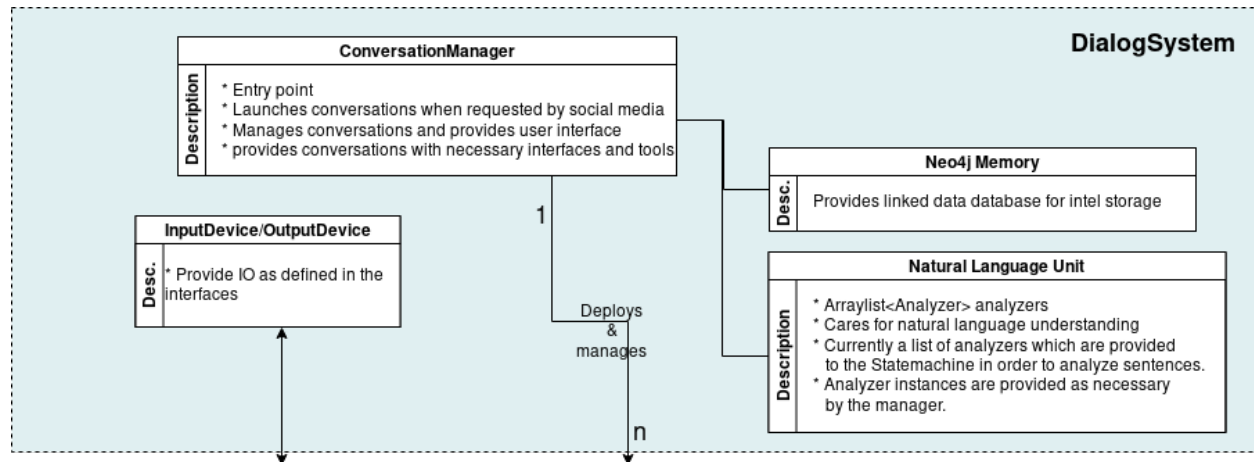 DialogSystem
ConversationManager
Description
* Entry point
* Launches conversations when requested by social media
* Manages conversations and provides user interface
* provides conversations with necessary interfaces and tools
Neo4j Memory
Desc.
Provides linked data database for intel storage
1
InputDevice/OutputDevice
Desc.
* Provide IO as defined in the
interfaces
Natural Language Unit
Description
* Arraylist<Analyzer> analyzers
* Cares for natural language understanding
* Currently a list of analyzers which are provided
to the Statemachine in order to analyze sentences.
* Analyzer instances are provided as necessary
by the manager.
Deploys
&
manages
n